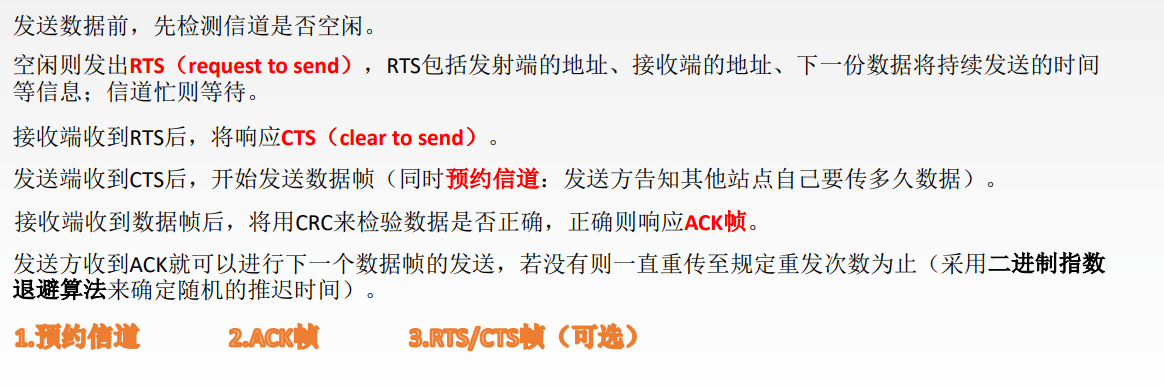 发送数据前，先检测信道是否空闲。
空闲则发出RTS（request to send），RTS包括发射端的地址、接收端的地址、下一份数据将持续发送的时间
等信息；信道忙则等待。
接收端收到RTS后，将响应CTS（clear to send）。
发送端收到CTS后，开始发送数据帧（同时预约信道：发送方告知其他站点自己要传多久数据）。
接收端收到数据帧后，将用CRC来检验数据是否正确，正确则响应ACK帧。
发送方收到ACK就可以进行下一个数据帧的发送，若没有则一直重传至规定重发次数为止（采用二进制指数
退避算法来确定随机的推迟时间）。
1.预约信道 2.ACK帧 3.RTS/CTS帧（可选）